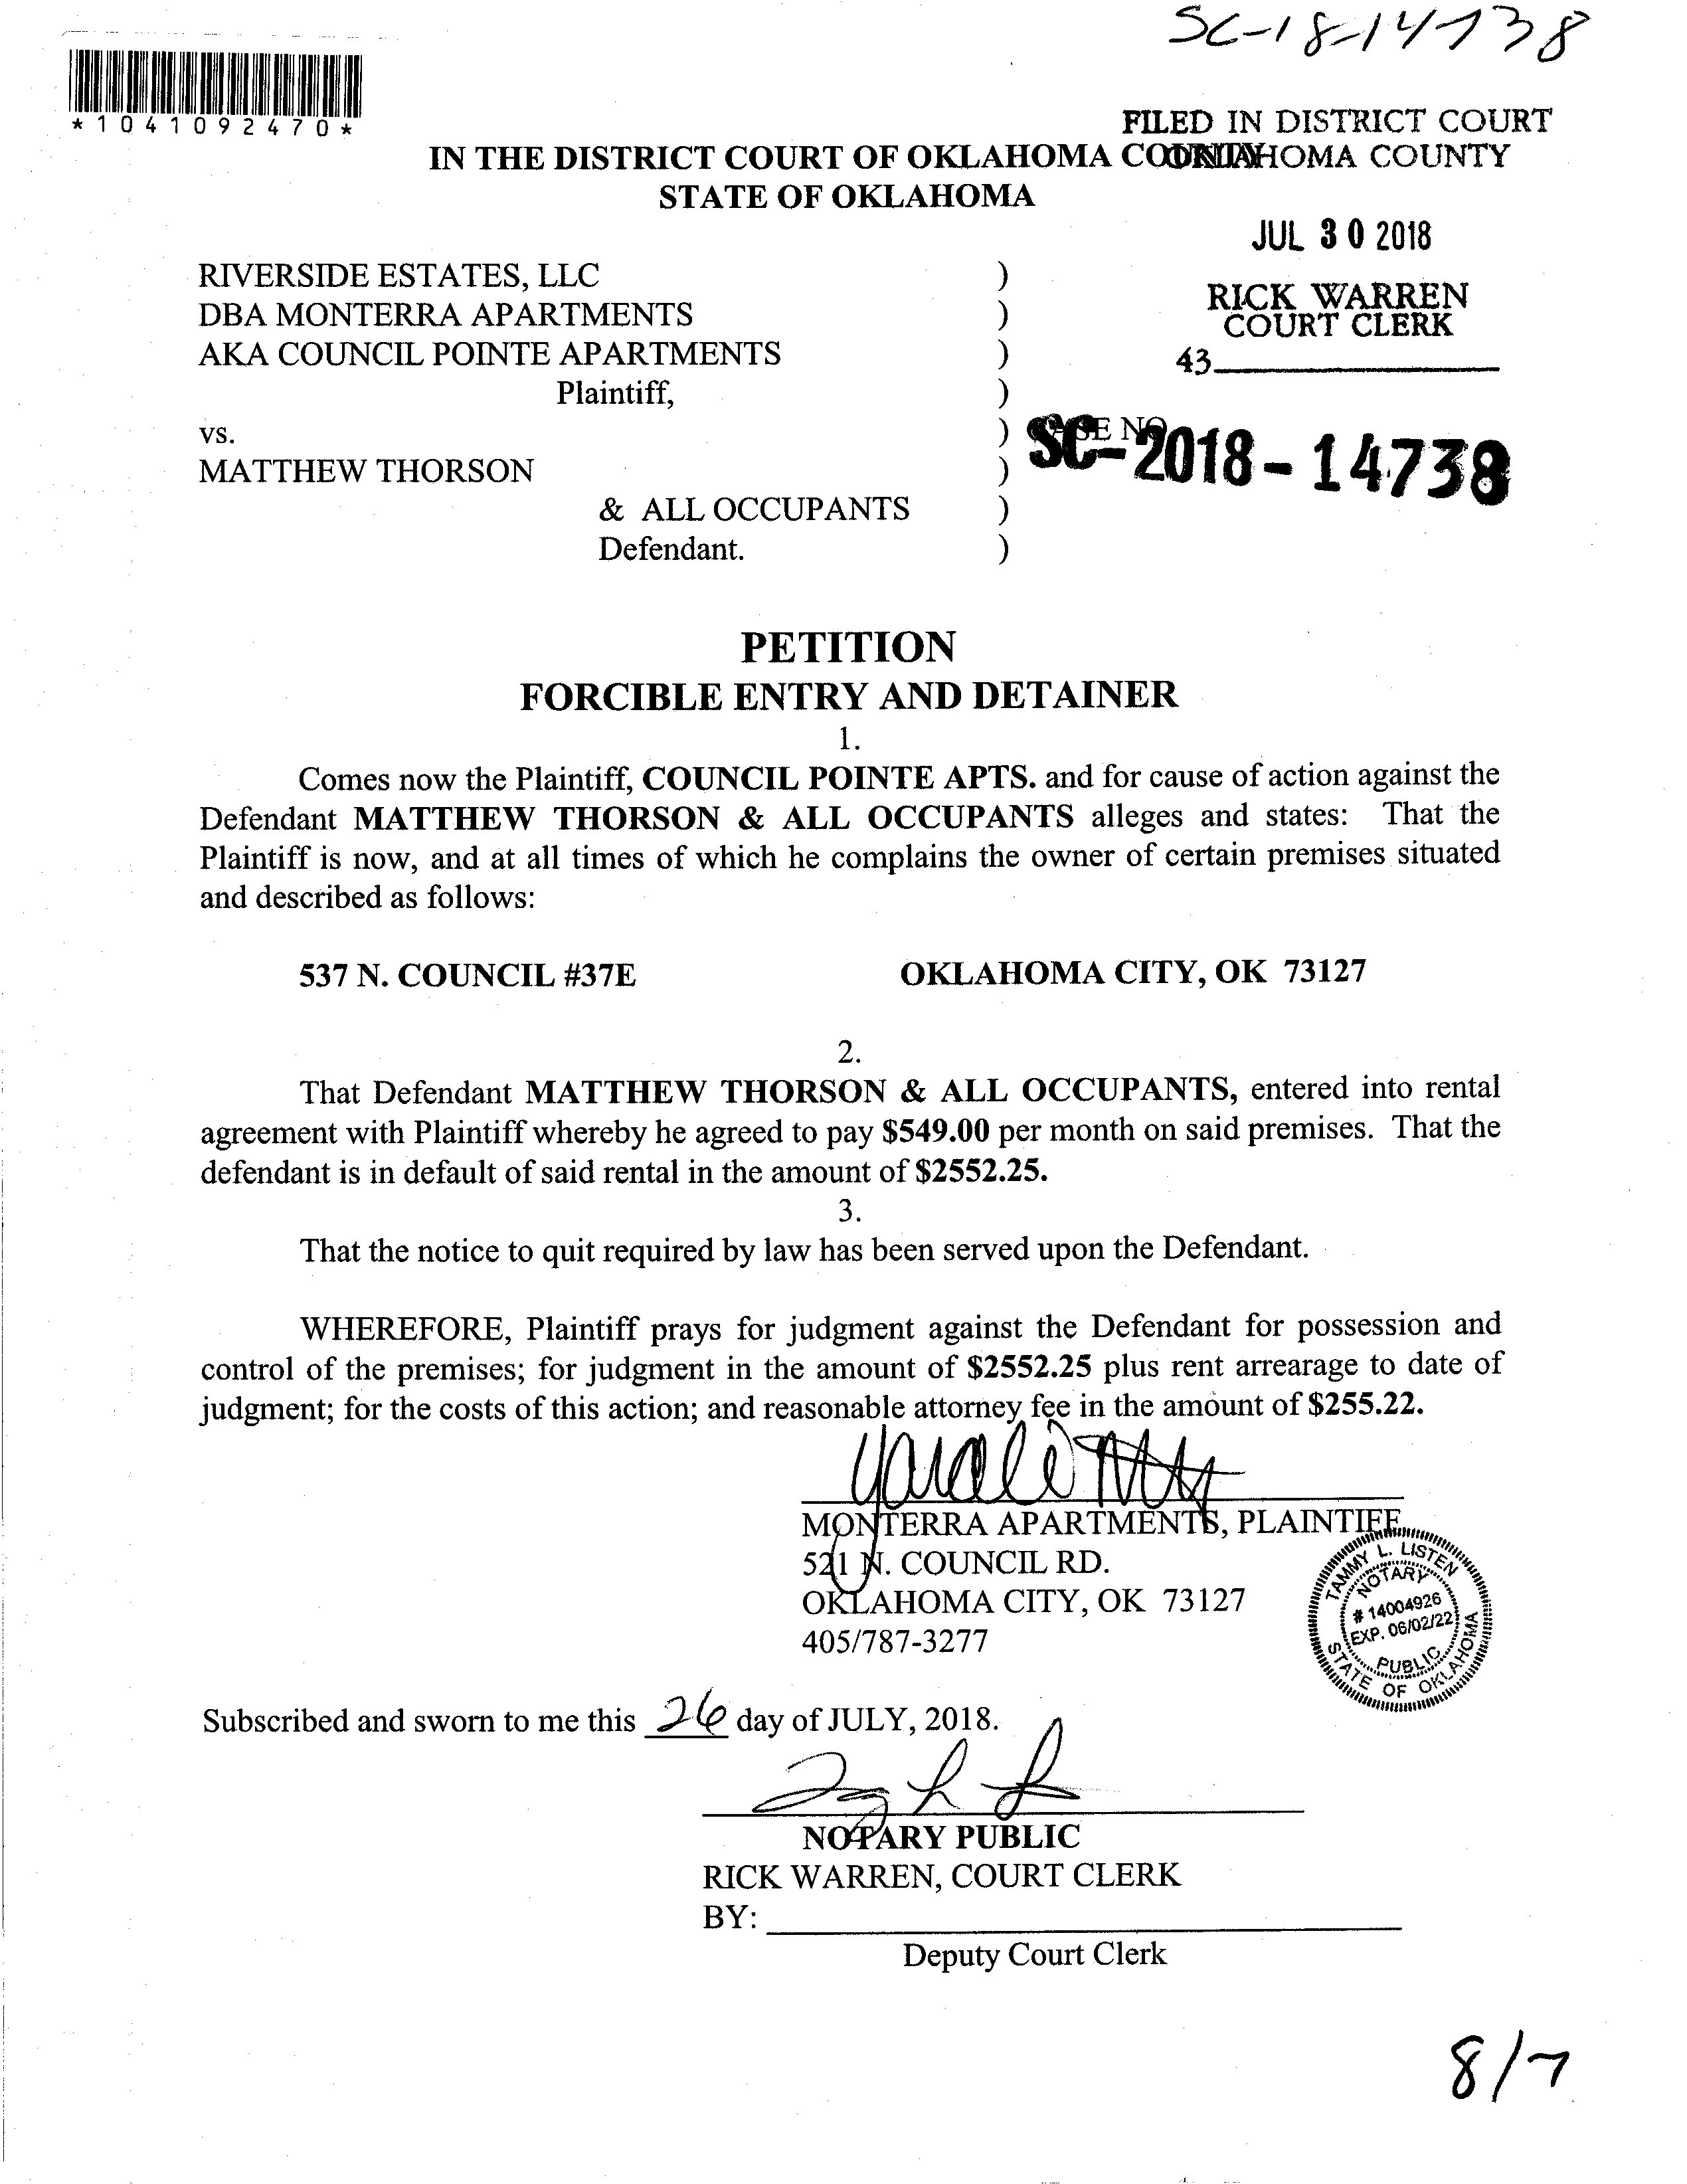 SC-18-14738
*1041092470*
FILED IN DISTRICT COURT
OKLAHOMA COUNTY
IN THE DISTRICT COURT OF OKLAHOMA COUNTY
STATE OF OKLAHOMA
JUL 30 2018
RICK WARREN
COURT CLERK
43
RIVERSIDE ESTATES, LLC )
DBA MONTERRA APARTMENTS )
AKA COUNCIL POINTE APARTMENTS )
Plaintiff, )
vs. ) CASE NO.
SC-2018-14738
MATTHEW THORSON )
& ALL OCCUPANTS )
Defendant. )
PETITION
FORCIBLE ENTRY AND DETAINER
1.
Comes now the Plaintiff, COUNCIL POINTE APTS. and for cause of action against the
Defendant MATTHEW THORSON & ALL OCCUPANTS alleges and states: That the
Plaintiff is now, and at all times of which he complains the owner of certain premises situated
and described as follows:
537 N. COUNCIL #37E OKLAHOMA CITY, OK 73127
2.
That Defendant MATTHEW THORSON & ALL OCCUPANTS, entered into rental
agreement with Plaintiff whereby he agreed to pay $549.00 per month on said premises. That the
defendant is in default of said rental in the amount of $2552.25.
3.
That the notice to quit required by law has been served upon the Defendant.
WHEREFORE, Plaintiff prays for judgment against the Defendant for possession and
control of the premises; for judgment in the amount of $2552.25 plus rent arrearage to date of
judgment; for the costs of this action; and reasonable attorney fee in the amount of $255.22.
MONTERRA APARTMENTS, PLAINTIFF
521 N. COUNCIL RD.
OKLAHOMA CITY, OK 73127
405/787-3277
TAMMY L. LISTEN
NOTARY
# 14004926
EXP. 06/02/22
PUBLIC
STATE OF OKLAHOMA
Subscribed and sworn to me this 26 day of JULY, 2018.
NOTARY PUBLIC
RICK WARREN, COURT CLERK
BY:
Deputy Court Clerk
8/7